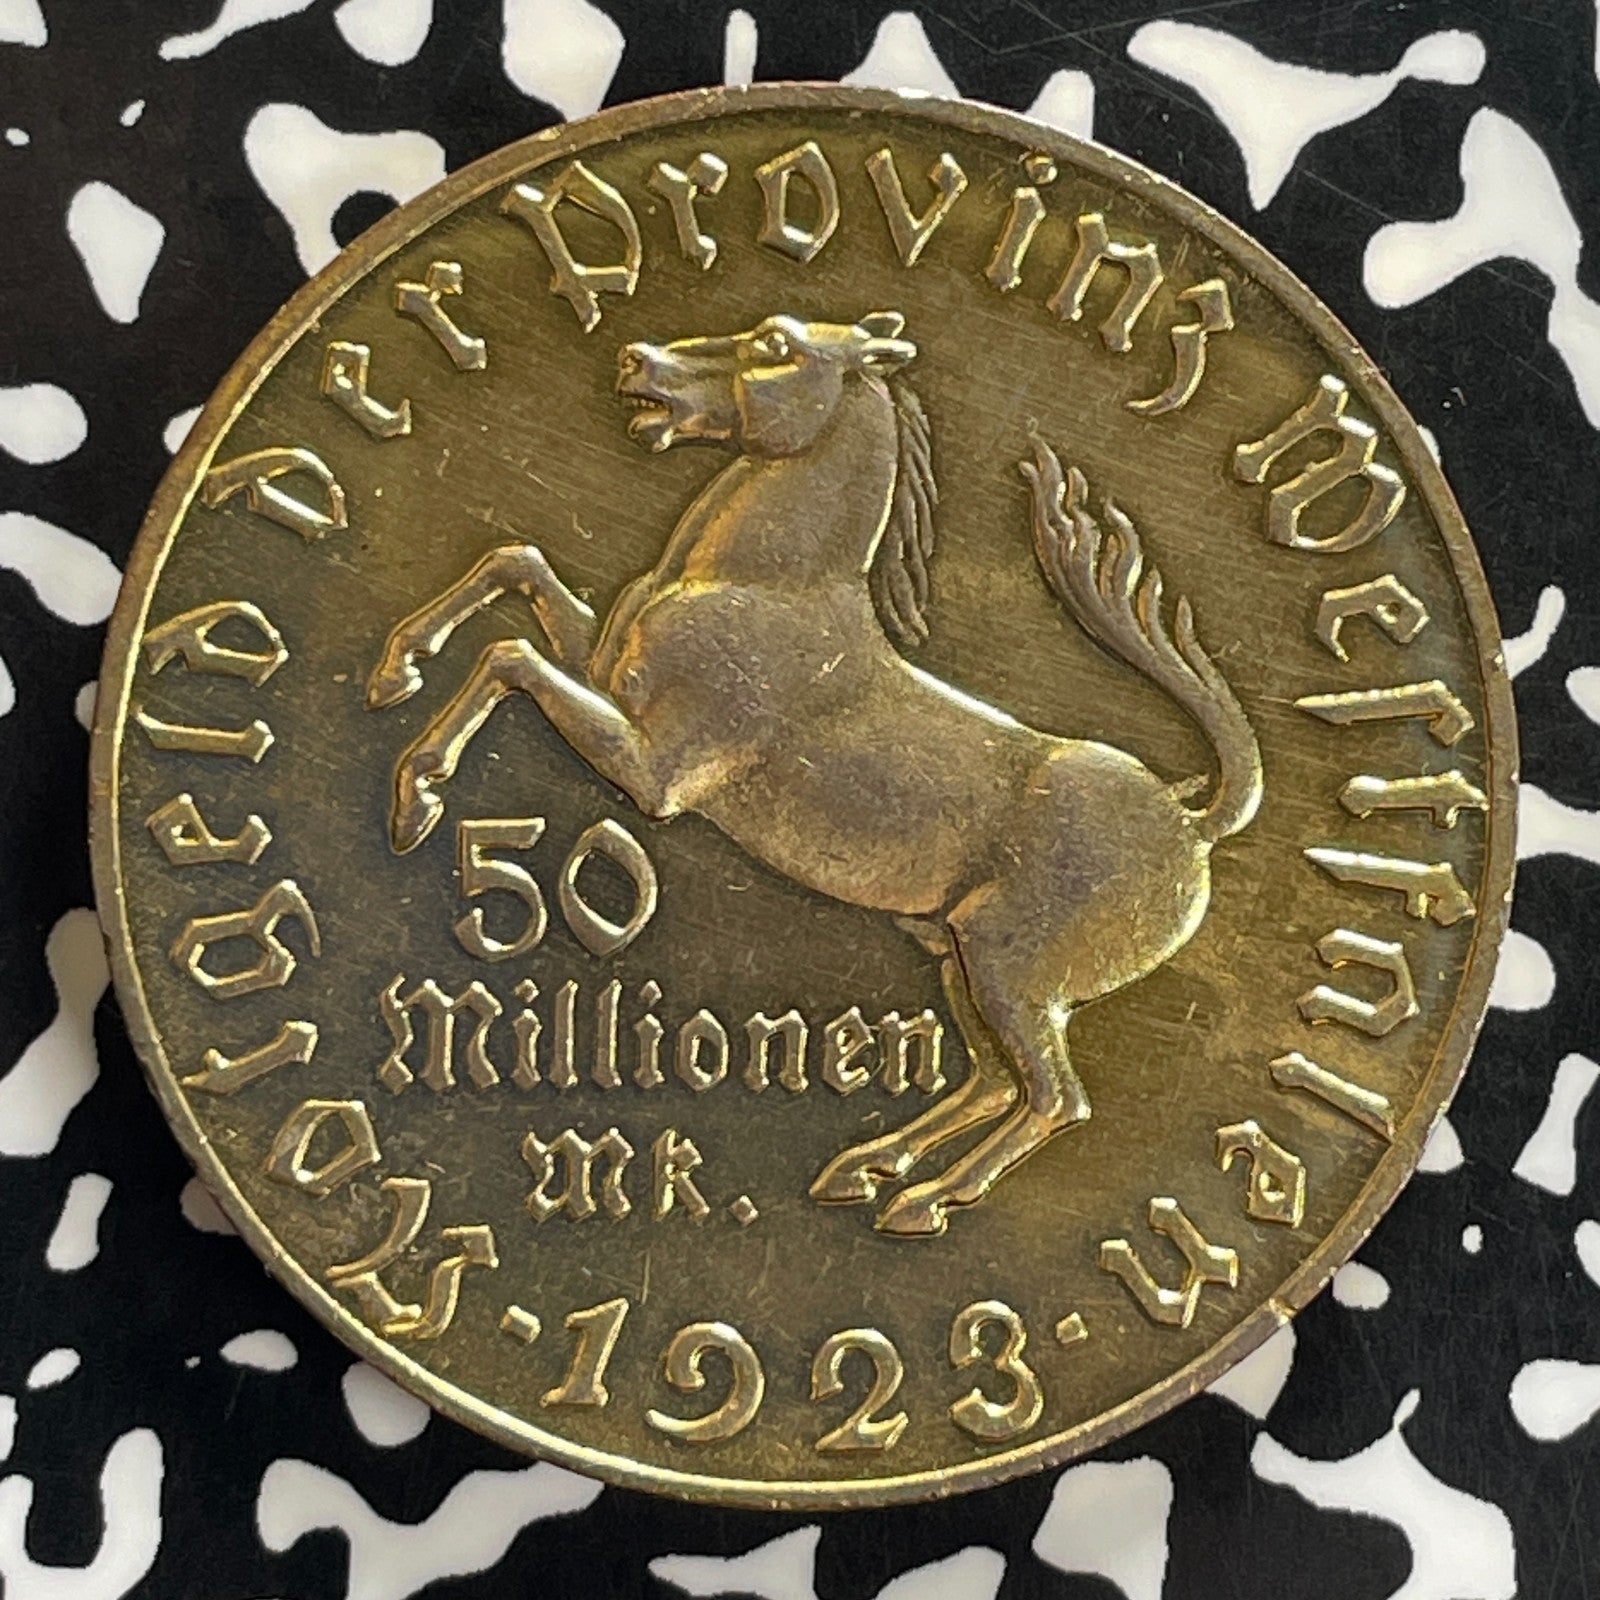 Notgeld der Provinz Westfalen
50
Millionen
Mk.
·1923·